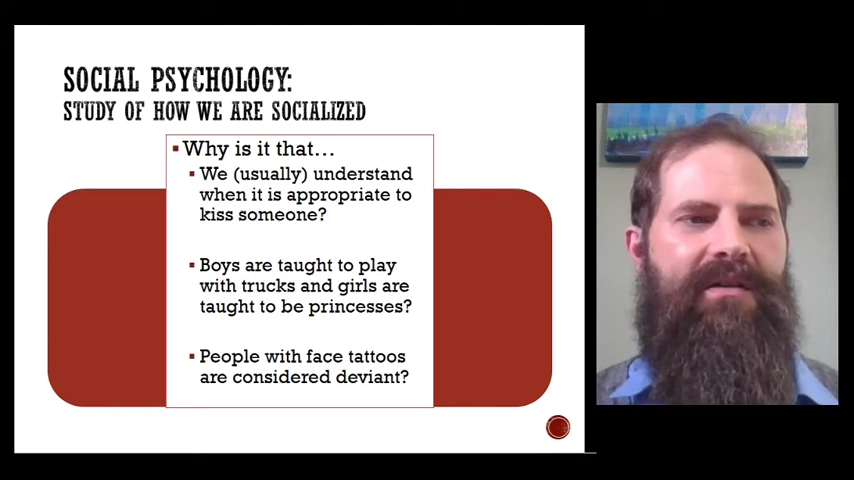 SOCIAL PSYCHOLOGY:
STUDY OF HOW WE ARE SOCIALIZED
▪ Why is it that…
▪ We (usually) understand
when it is appropriate to
kiss someone?
▪ Boys are taught to play
with trucks and girls are
taught to be princesses?
▪ People with face tattoos
are considered deviant?